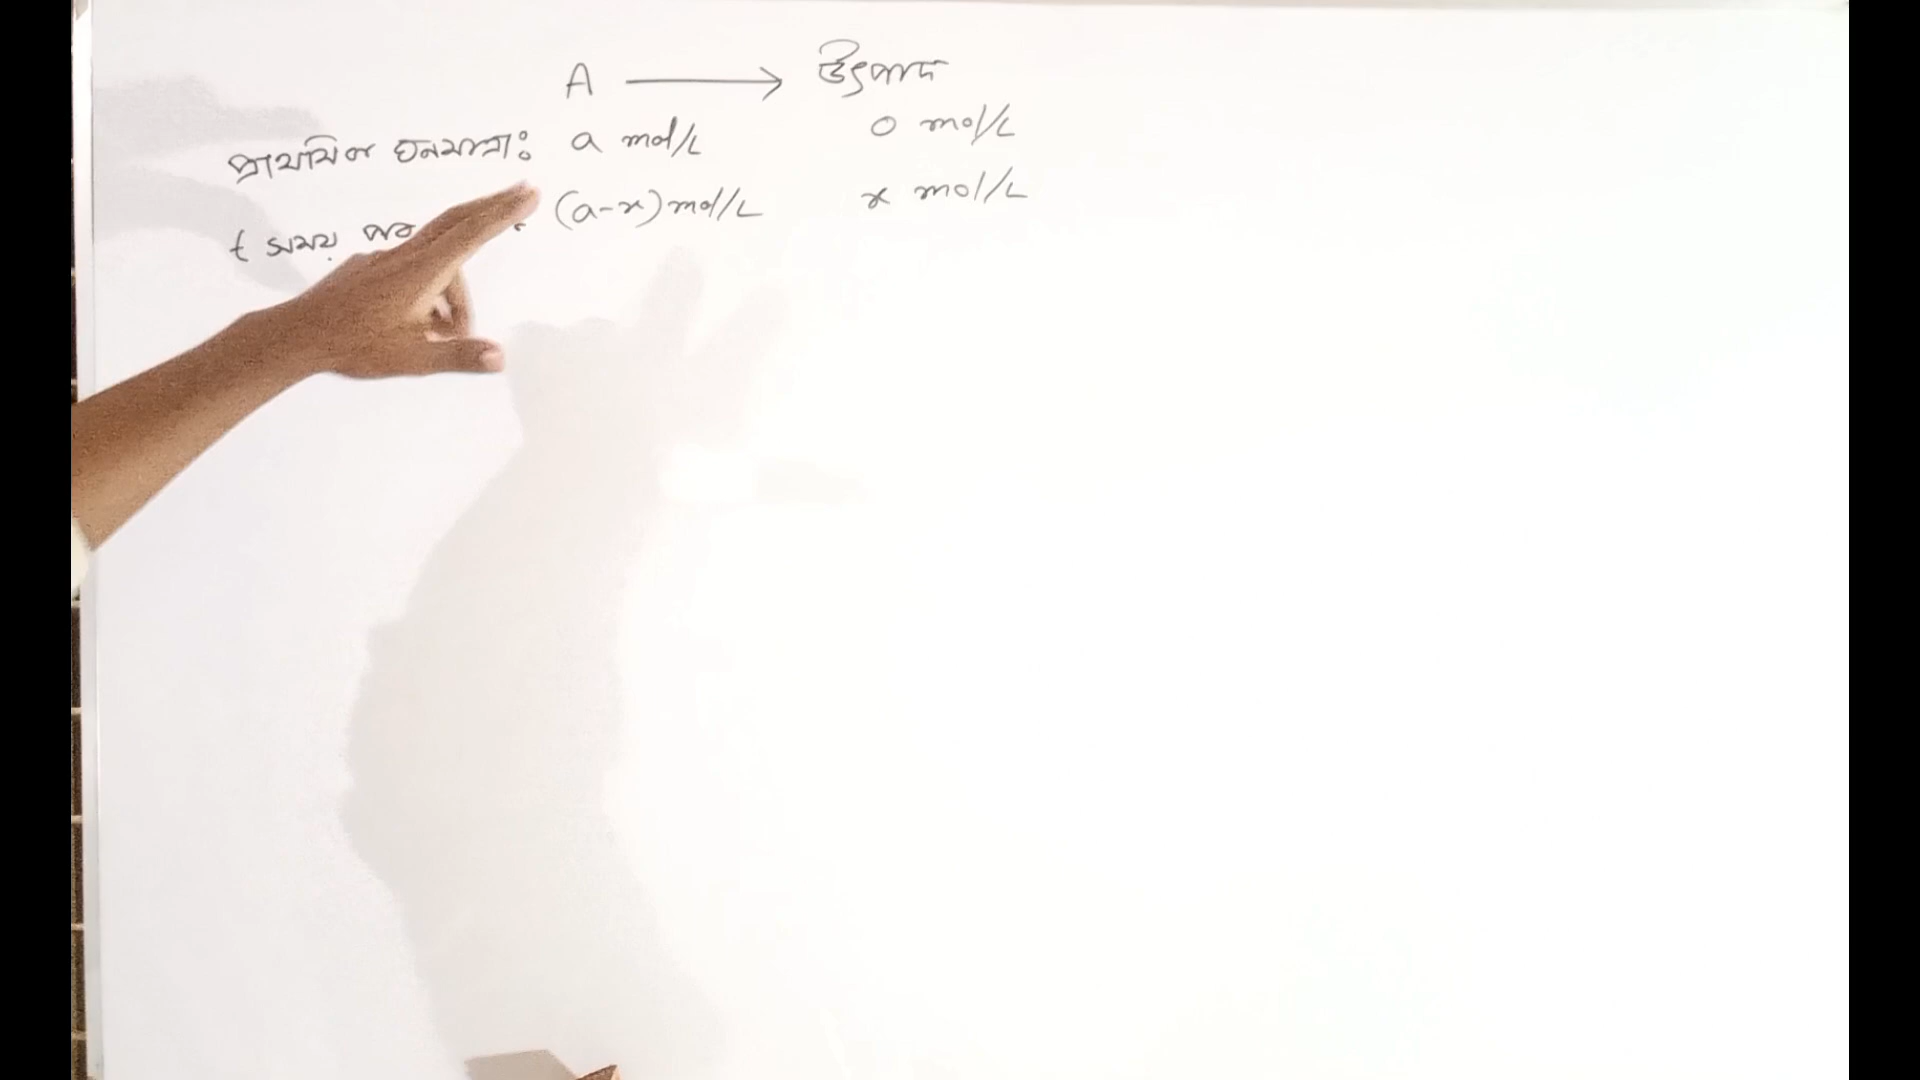 A ⟶ উৎপাদ
প্রাথমিক ঘনমাত্রাঃ a mol/L 0 mol/L
t সময় পর (a-x) mol/L x mol/L